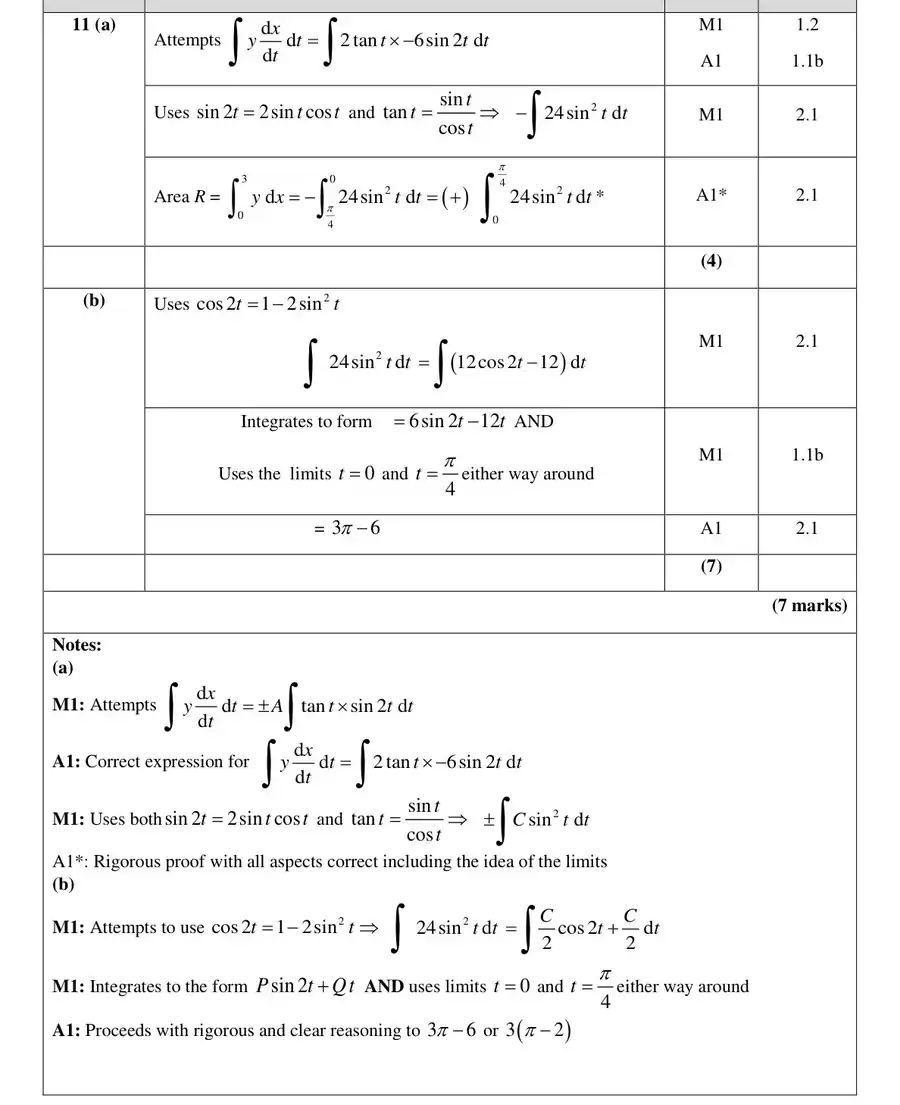 11 (a) Attempts ∫ y dx/dt dt = ∫ 2 tan t × −6 sin 2t dt M1 1.2
A1 1.1b
Uses sin 2t = 2 sin t cos t and tan t = sin t/cos t ⇒ −∫ 24 sin² t dt M1 2.1
Area R = ∫₀³ y dx = −∫_{π/4}^{0} 24 sin² t dt = (+) ∫_{0}^{π/4} 24 sin² t dt * A1* 2.1
(4)
(b) Uses cos 2t = 1 − 2 sin² t
∫ 24 sin² t dt = ∫ (12 cos 2t − 12) dt M1 2.1
Integrates to form = 6 sin 2t − 12t AND
Uses the limits t = 0 and t = π/4 either way around M1 1.1b
= 3π − 6 A1 2.1
(7)
(7 marks)
Notes:
(a)
M1: Attempts ∫ y dx/dt dt = ±A ∫ tan t × sin 2t dt
A1: Correct expression for ∫ y dx/dt dt = ∫ 2 tan t × −6 sin 2t dt
M1: Uses both sin 2t = 2 sin t cos t and tan t = sin t/cos t ⇒ ±∫ C sin² t dt
A1*: Rigorous proof with all aspects correct including the idea of the limits
(b)
M1: Attempts to use cos 2t = 1 − 2 sin² t ⇒ ∫ 24 sin² t dt = ∫ C/2 cos 2t + C/2 dt
M1: Integrates to the form P sin 2t + Qt AND uses limits t = 0 and t = π/4 either way around
A1: Proceeds with rigorous and clear reasoning to 3π − 6 or 3(π − 2)